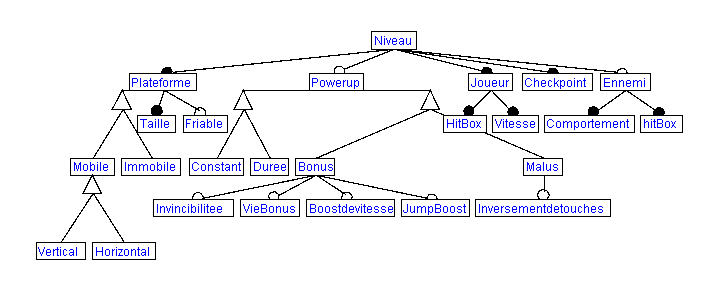 Niveau
Plateforme
Powerup
Joueur
Checkpoint
Ennemi
Taille
Friable
HitBox
Vitesse
Comportement
hitBox
Mobile
Immobile
Constant
Duree
Bonus
Malus
Invincibilitee
VieBonus
Boostdevitesse
JumpBoost
Inversementdetouches
Vertical
Horizontal